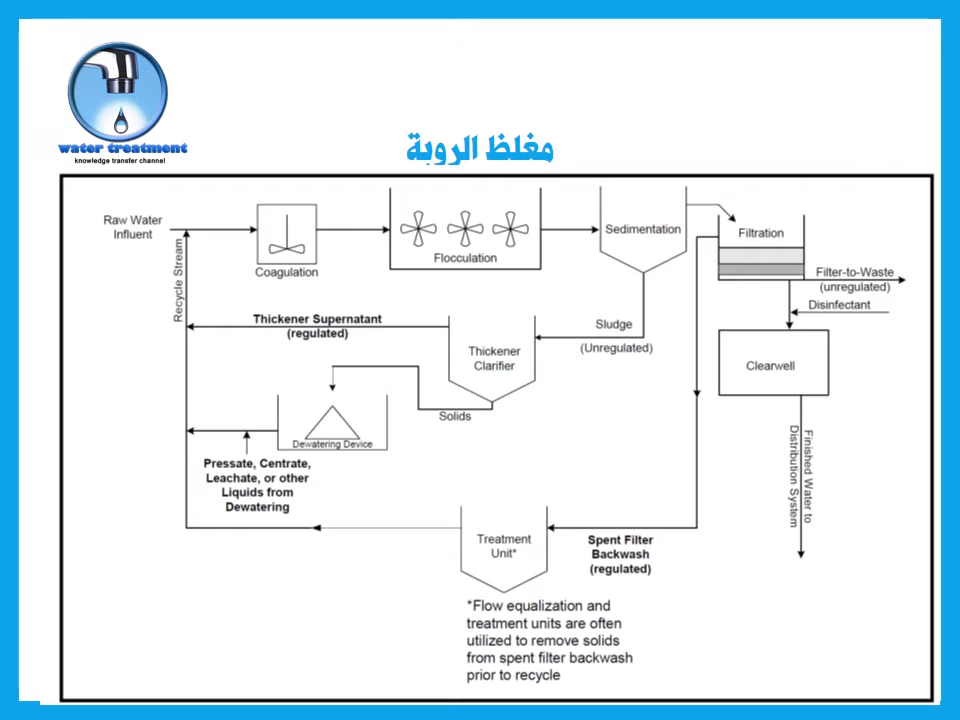 water treatment
knowledge transfer channel
مغلظ الروبة
Raw Water
Influent
Recycle Stream
Coagulation
Flocculation
Sedimentation
Filtration
Filter-to-Waste
(unregulated)
Disinfectant
Thickener Supernatant
(regulated)
Sludge
(Unregulated)
Thickener
Clarifier
Clearwell
Solids
Dewatering Device
Pressate, Centrate,
Leachate, or other
Liquids from
Dewatering
Finished Water to
Distribution System
Treatment
Unit*
Spent Filter
Backwash
(regulated)
*Flow equalization and
treatment units are often
utilized to remove solids
from spent filter backwash
prior to recycle